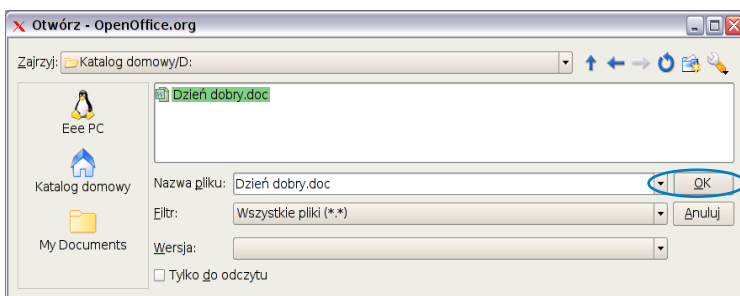 Otwórz - OpenOffice.org
Zajrzyj: Katalog domowy/D:
Dzień dobry.doc
Eee PC
Katalog domowy
My Documents
Nazwa pliku: Dzień dobry.doc OK
Filtr: Wszystkie pliki (*.*) Anuluj
Wersja:
Tylko do odczytu